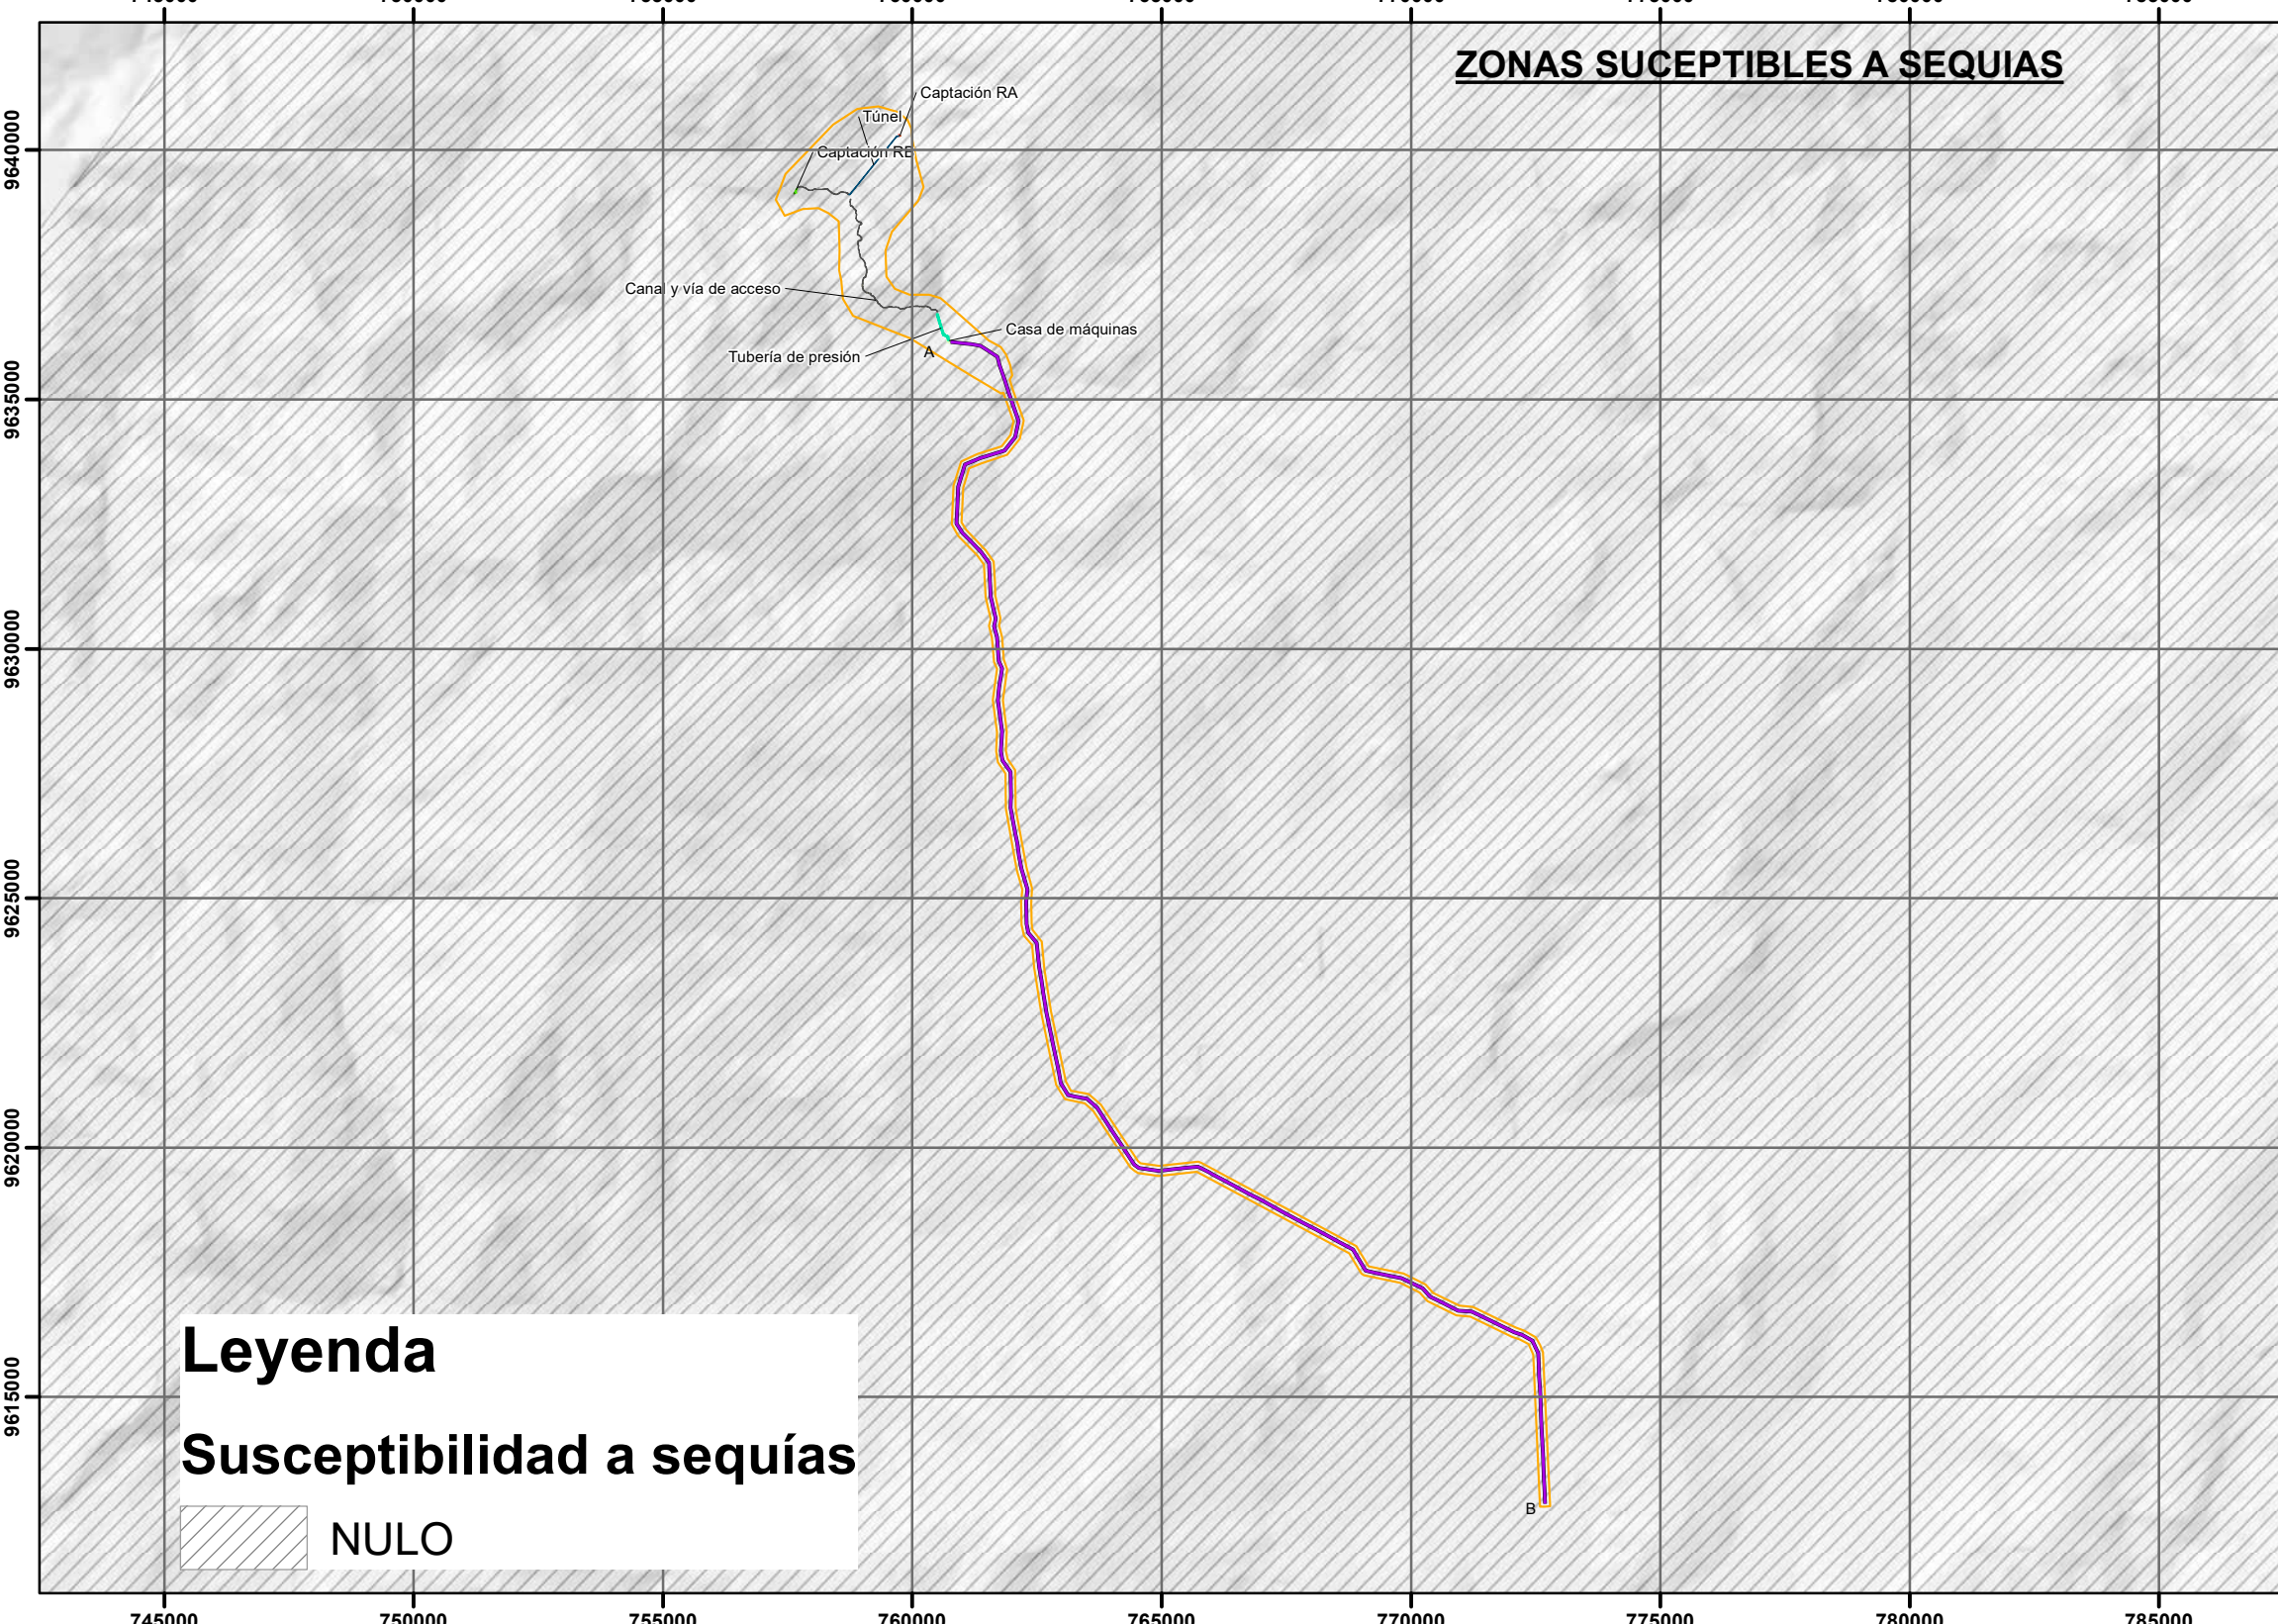 ZONAS SUCEPTIBLES A SEQUIAS
Captación RA
Túnel
Captación RB
Canal y vía de acceso
Casa de máquinas
Tubería de presión
A
B
9640000
9635000
9630000
9625000
9620000
9615000
Leyenda
Susceptibilidad a sequías
NULO
745000 750000 755000 760000 765000 770000 775000 780000 785000